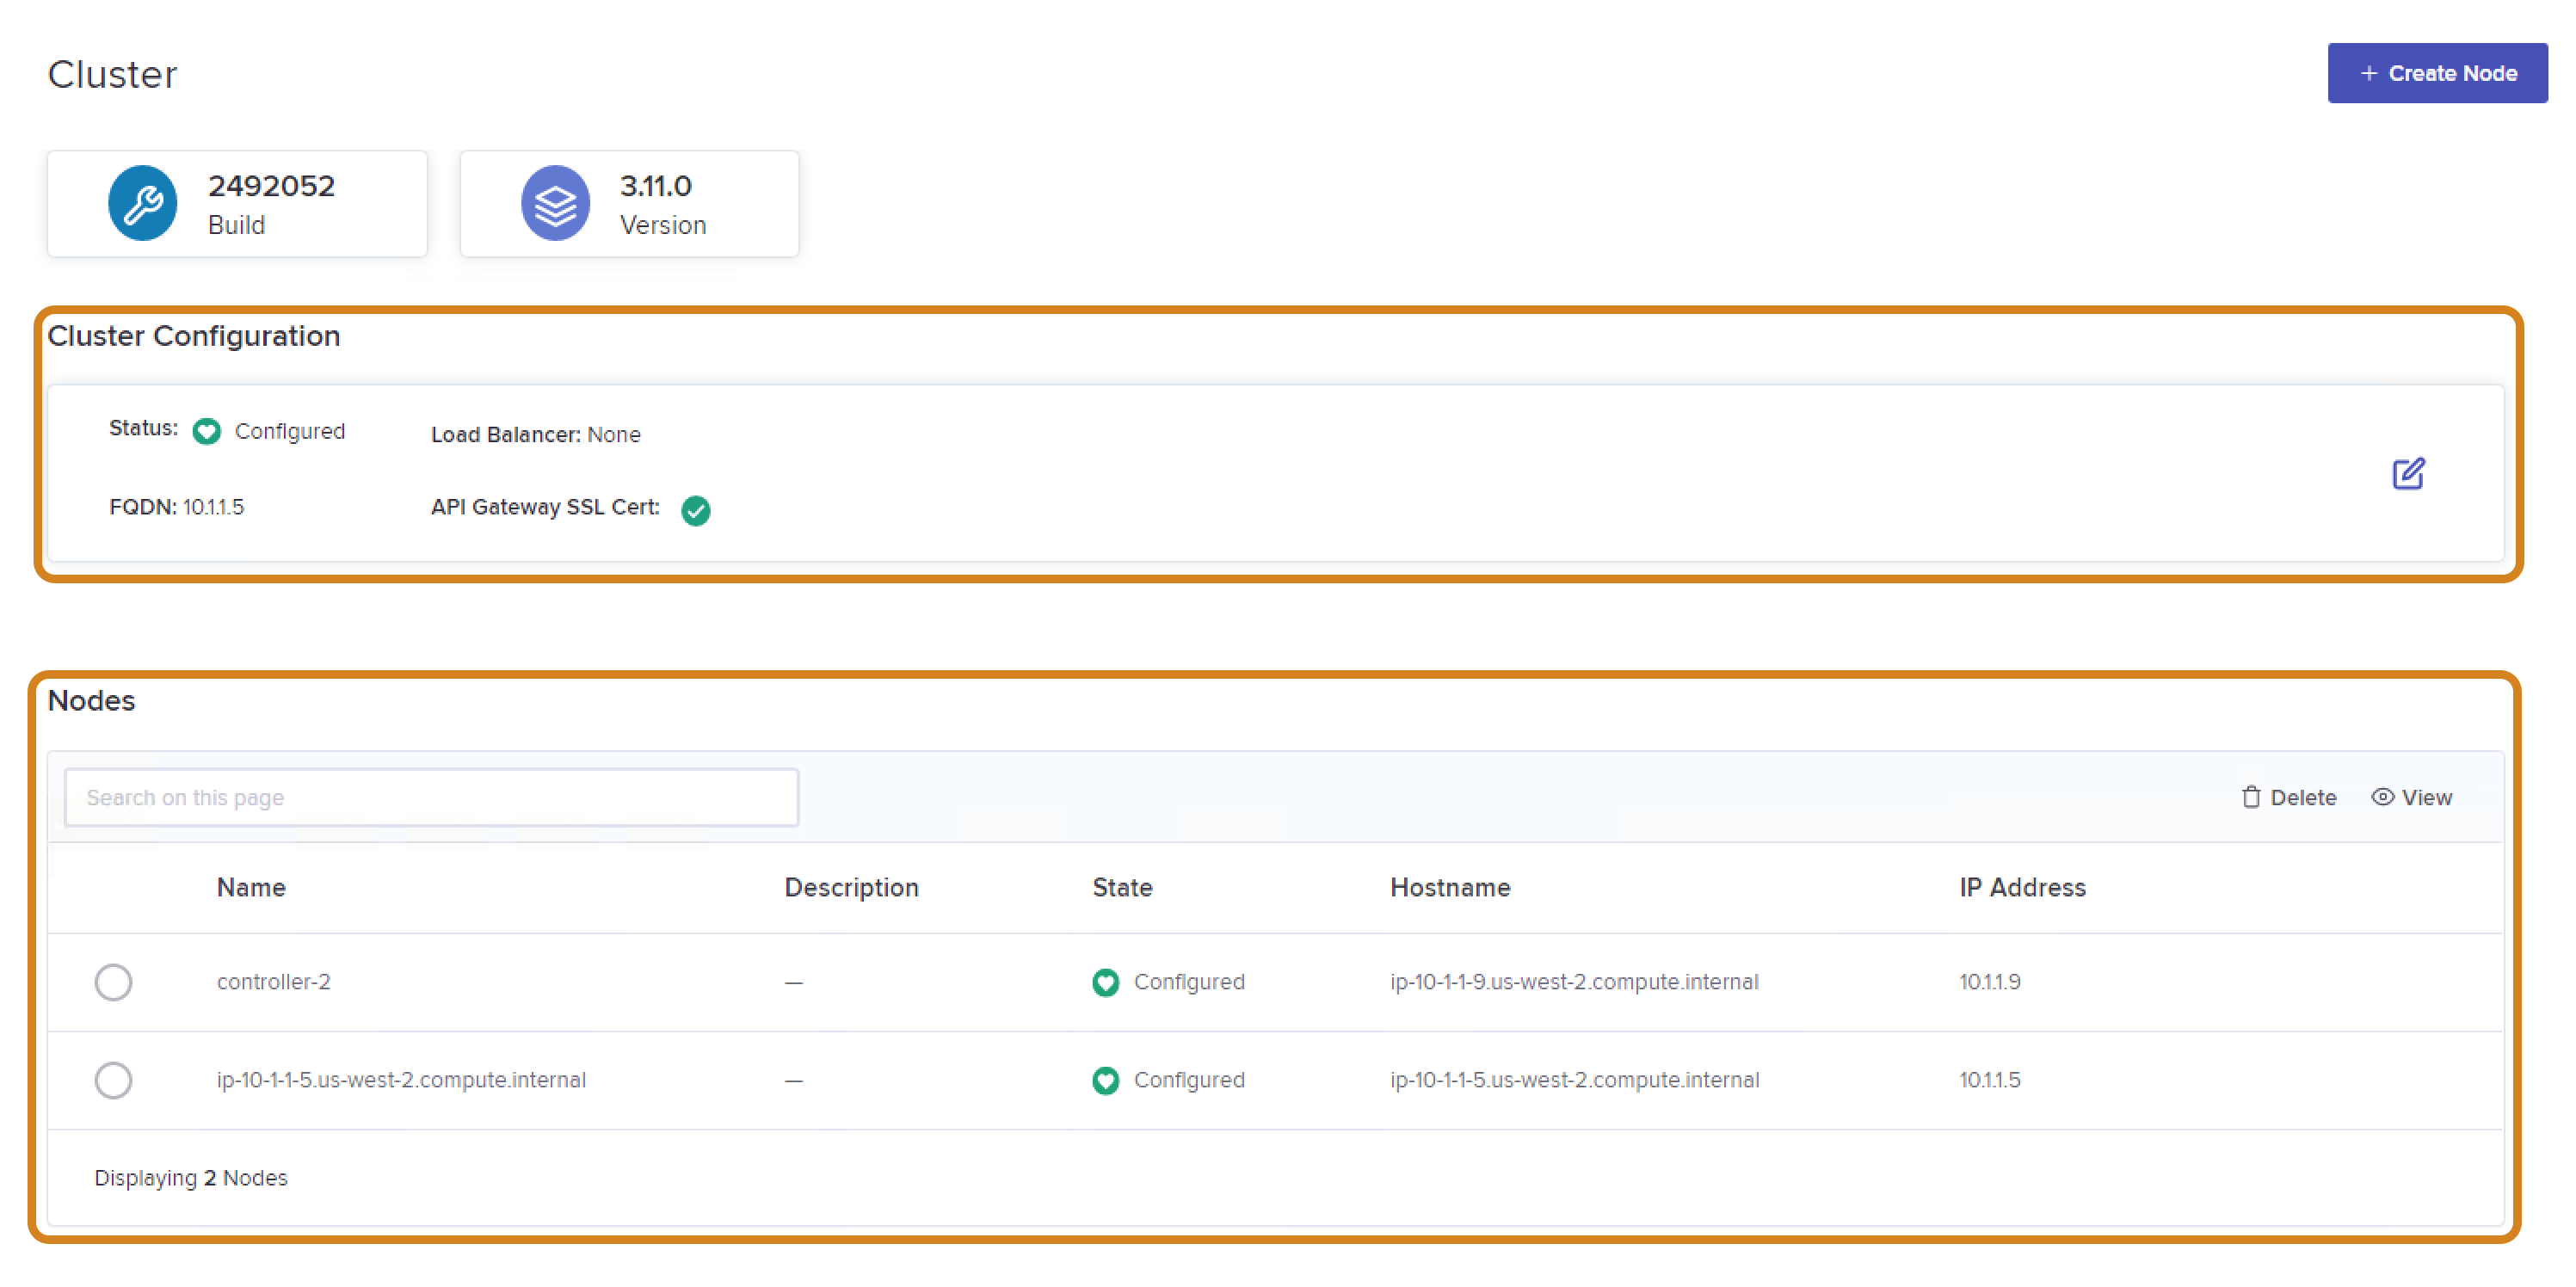 Cluster
+ Create Node
2492052
Build
3.11.0
Version
Cluster Configuration
Status: Configured
Load Balancer: None
FQDN: 10.1.1.5
API Gateway SSL Cert:
Nodes
Search on this page
Delete
View
Name Description State Hostname IP Address
controller-2 — Configured ip-10-1-1-9.us-west-2.compute.internal 10.1.1.9
ip-10-1-1-5.us-west-2.compute.internal — Configured ip-10-1-1-5.us-west-2.compute.internal 10.1.1.5
Displaying 2 Nodes